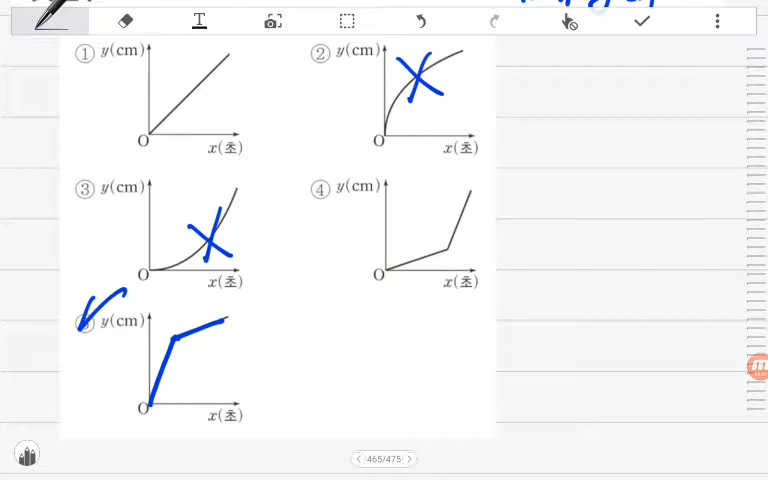 T
① y(cm) ② y(cm)
O x(초) O x(초)
③ y(cm) ④ y(cm)
O x(초) O x(초)
y(cm)
O x(초)
465/475